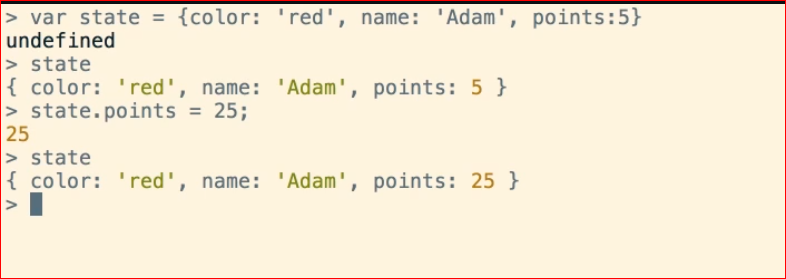 > var state = {color: 'red', name: 'Adam', points:5}
undefined
> state
{ color: 'red', name: 'Adam', points: 5 }
> state.points = 25;
25
> state
{ color: 'red', name: 'Adam', points: 25 }
>